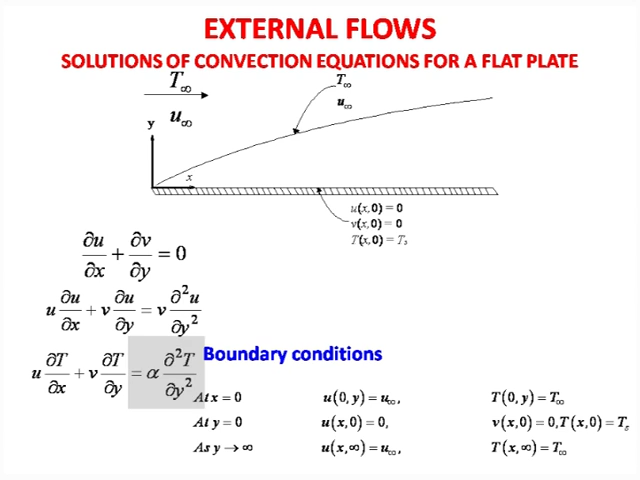 EXTERNAL FLOWS
SOLUTIONS OF CONVECTION EQUATIONS FOR A FLAT PLATE
T∞
u∞
T∞
u∞
y
x
u(x,0) = 0
v(x,0) = 0
T(x,0) = Ts
∂u/∂x + ∂v/∂y = 0
u ∂u/∂x + v ∂u/∂y = ν ∂²u/∂y²
u ∂T/∂x + v ∂T/∂y = α ∂²T/∂y²
Boundary conditions
At x = 0 u(0, y) = u∞, T(0, y) = T∞
At y = 0 u(x,0) = 0, v(x,0) = 0, T(x,0) = Ts
As y → ∞ u(x,∞) = u∞, T(x,∞) = T∞